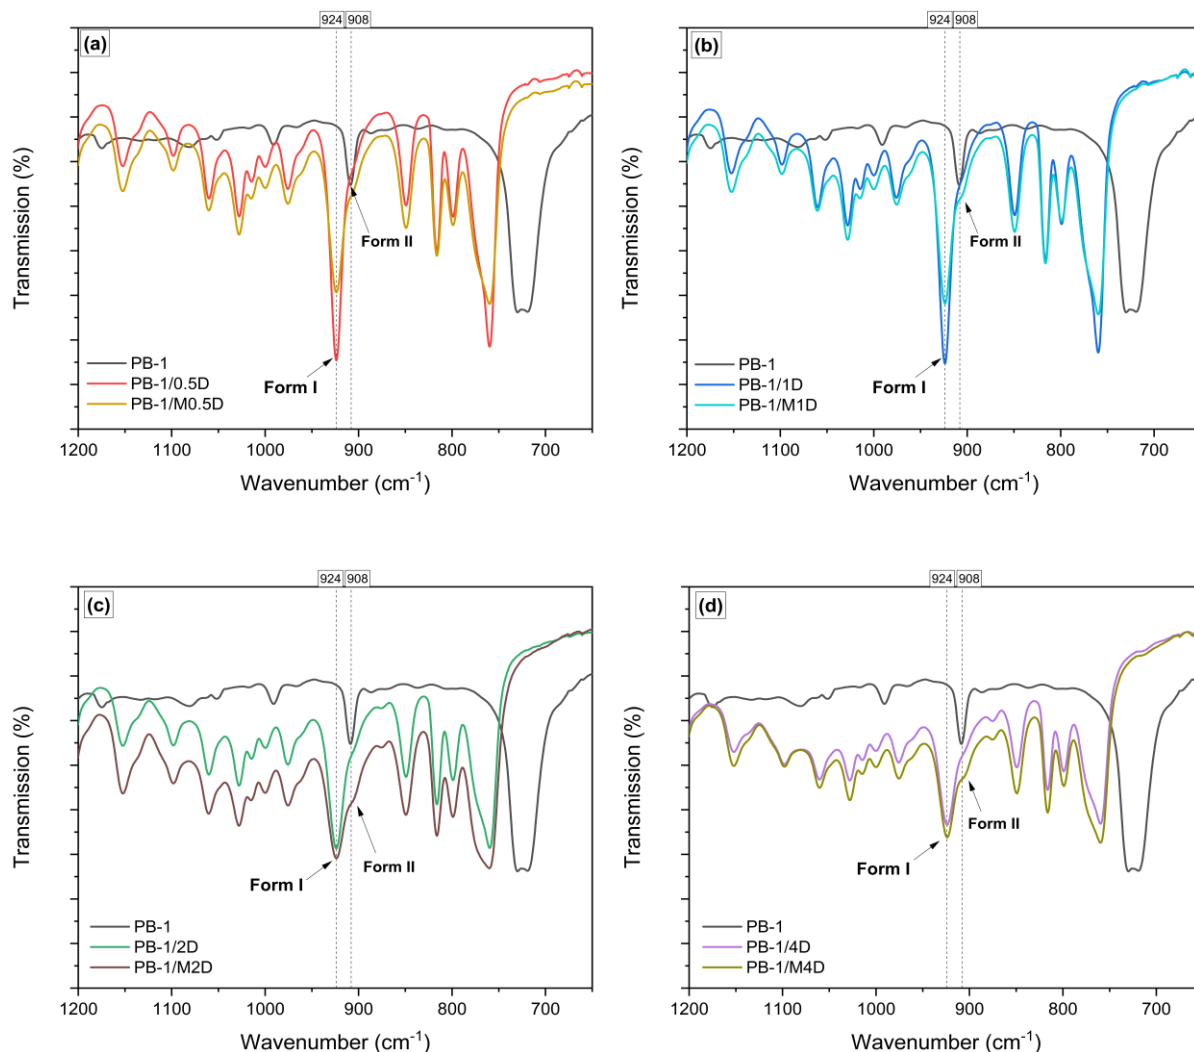 924 908
(a)
Transmission (%)
Form II
Form I
PB-1
PB-1/0.5D
PB-1/M0.5D
1200 1100 1000 900 800 700
Wavenumber (cm⁻¹)
924 908
(b)
Transmission (%)
Form II
Form I
PB-1
PB-1/1D
PB-1/M1D
1200 1100 1000 900 800 700
Wavenumber (cm⁻¹)
924 908
(c)
Transmission (%)
Form II
Form I
PB-1
PB-1/2D
PB-1/M2D
1200 1100 1000 900 800 700
Wavenumber (cm⁻¹)
924 908
(d)
Transmission (%)
Form II
Form I
PB-1
PB-1/4D
PB-1/M4D
1200 1100 1000 900 800 700
Wavenumber (cm⁻¹)